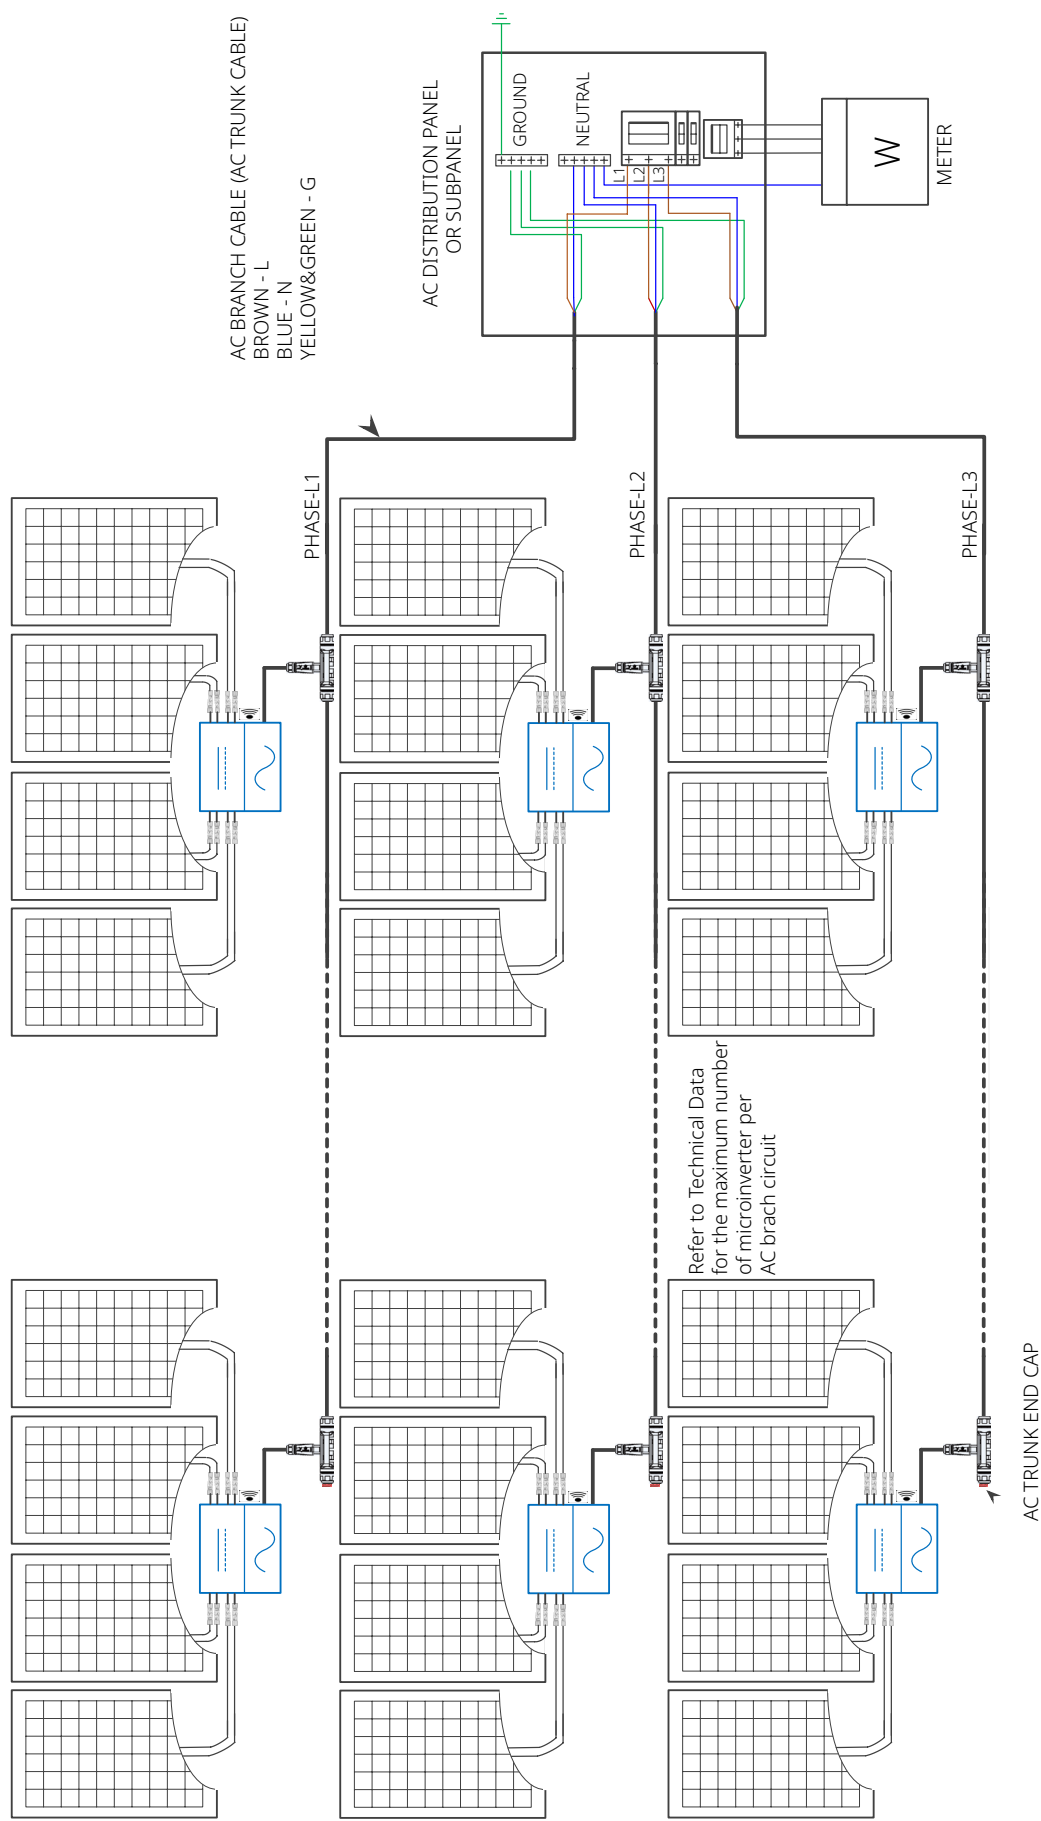 AC BRANCH CABLE (AC TRUNK CABLE)
BROWN - L
BLUE - N
YELLOW&GREEN - G
AC DISTRIBUTION PANEL
OR SUBPANEL
GROUND
NEUTRAL
L1
L2
L3
W
METER
PHASE-L1
PHASE-L2
PHASE-L3
Refer to Technical Data
for the maximum number
of microinverter per
AC brach circuit
AC TRUNK END CAP